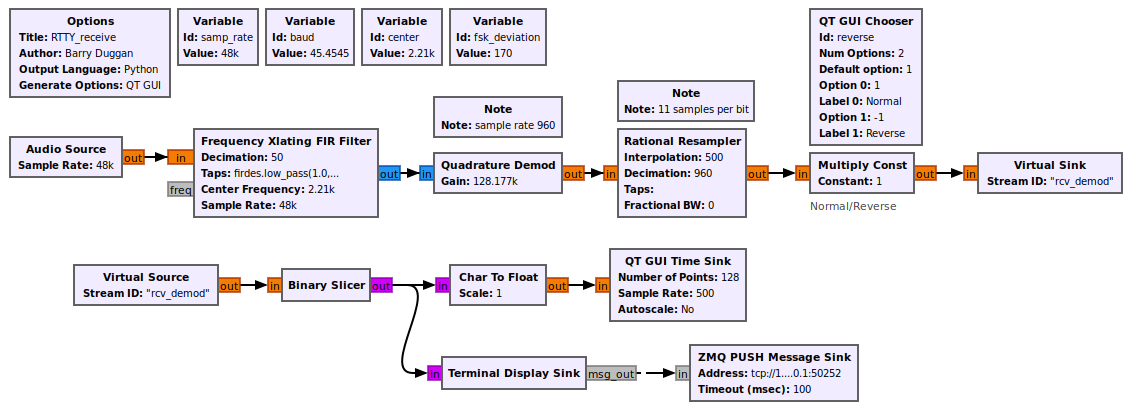 Options
Title: RTTY_receive
Author: Barry Duggan
Output Language: Python
Generate Options: QT GUI
Variable
Id: samp_rate
Value: 48k
Variable
Id: baud
Value: 45.4545
Variable
Id: center
Value: 2.21k
Variable
Id: fsk_deviation
Value: 170
QT GUI Chooser
Id: reverse
Num Options: 2
Default option: 1
Option 0: 1
Label 0: Normal
Option 1: -1
Label 1: Reverse
Note
Note: sample rate 960
Note
Note: 11 samples per bit
Audio Source
Sample Rate: 48k
out
in
freq
Frequency Xlating FIR Filter
Decimation: 50
Taps: firdes.low_pass(1.0,...
Center Frequency: 2.21k
Sample Rate: 48k
out
in
Quadrature Demod
Gain: 128.177k
out
in
Rational Resampler
Interpolation: 500
Decimation: 960
Taps:
Fractional BW: 0
out
in
Multiply Const
Constant: 1
out
Normal/Reverse
in
Virtual Sink
Stream ID: "rcv_demod"
Virtual Source
Stream ID: "rcv_demod"
out
in
Binary Slicer
out
in
Char To Float
Scale: 1
out
in
QT GUI Time Sink
Number of Points: 128
Sample Rate: 500
Autoscale: No
in
Terminal Display Sink
msg_out
in
ZMQ PUSH Message Sink
Address: tcp://1....0.1:50252
Timeout (msec): 100